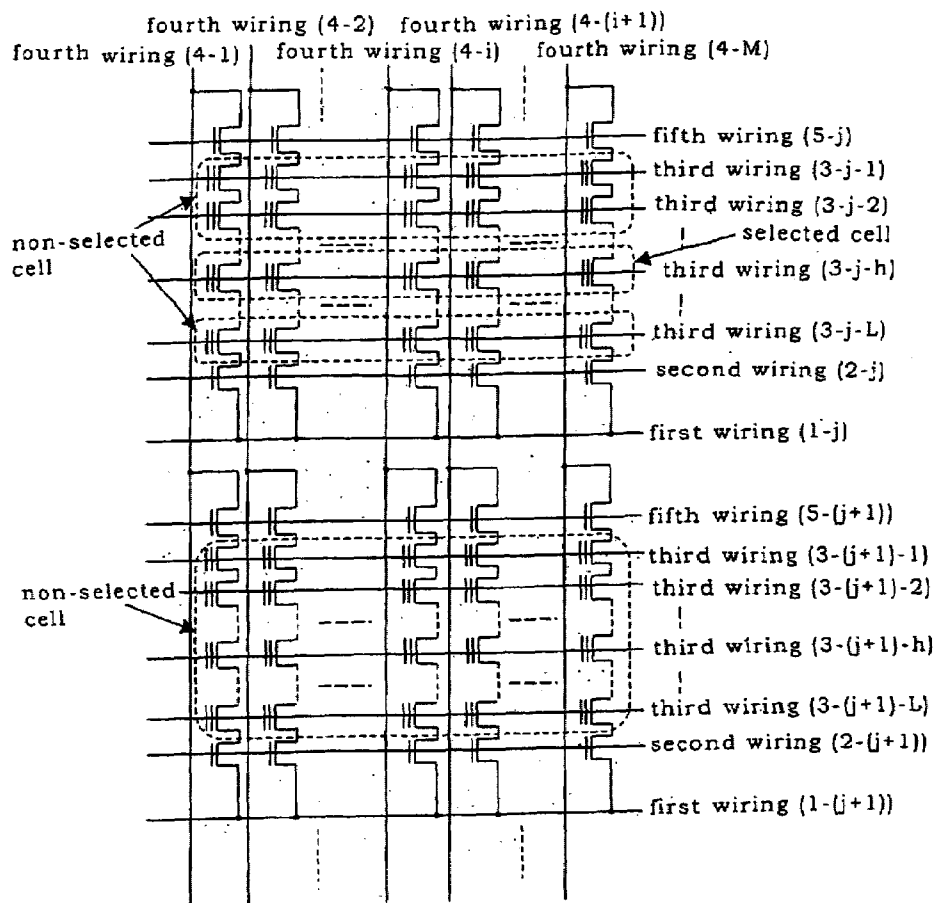 fourth wiring (4-2) fourth wiring (4-(i+1))
fourth wiring (4-1) fourth wiring (4-i) fourth wiring (4-M)
fifth wiring (5-j)
third wiring (3-j-1)
third wiring (3-j-2)
non-selected
cell
selected cell
third wiring (3-j-h)
third wiring (3-j-L)
second wiring (2-j)
first wiring (1-j)
fifth wiring (5-(j+1))
third wiring (3-(j+1)-1)
non-selected
cell
third wiring (3-(j+1)-2)
third wiring (3-(j+1)-h)
third wiring (3-(j+1)-L)
second wiring (2-(j+1))
first wiring (1-(j+1))